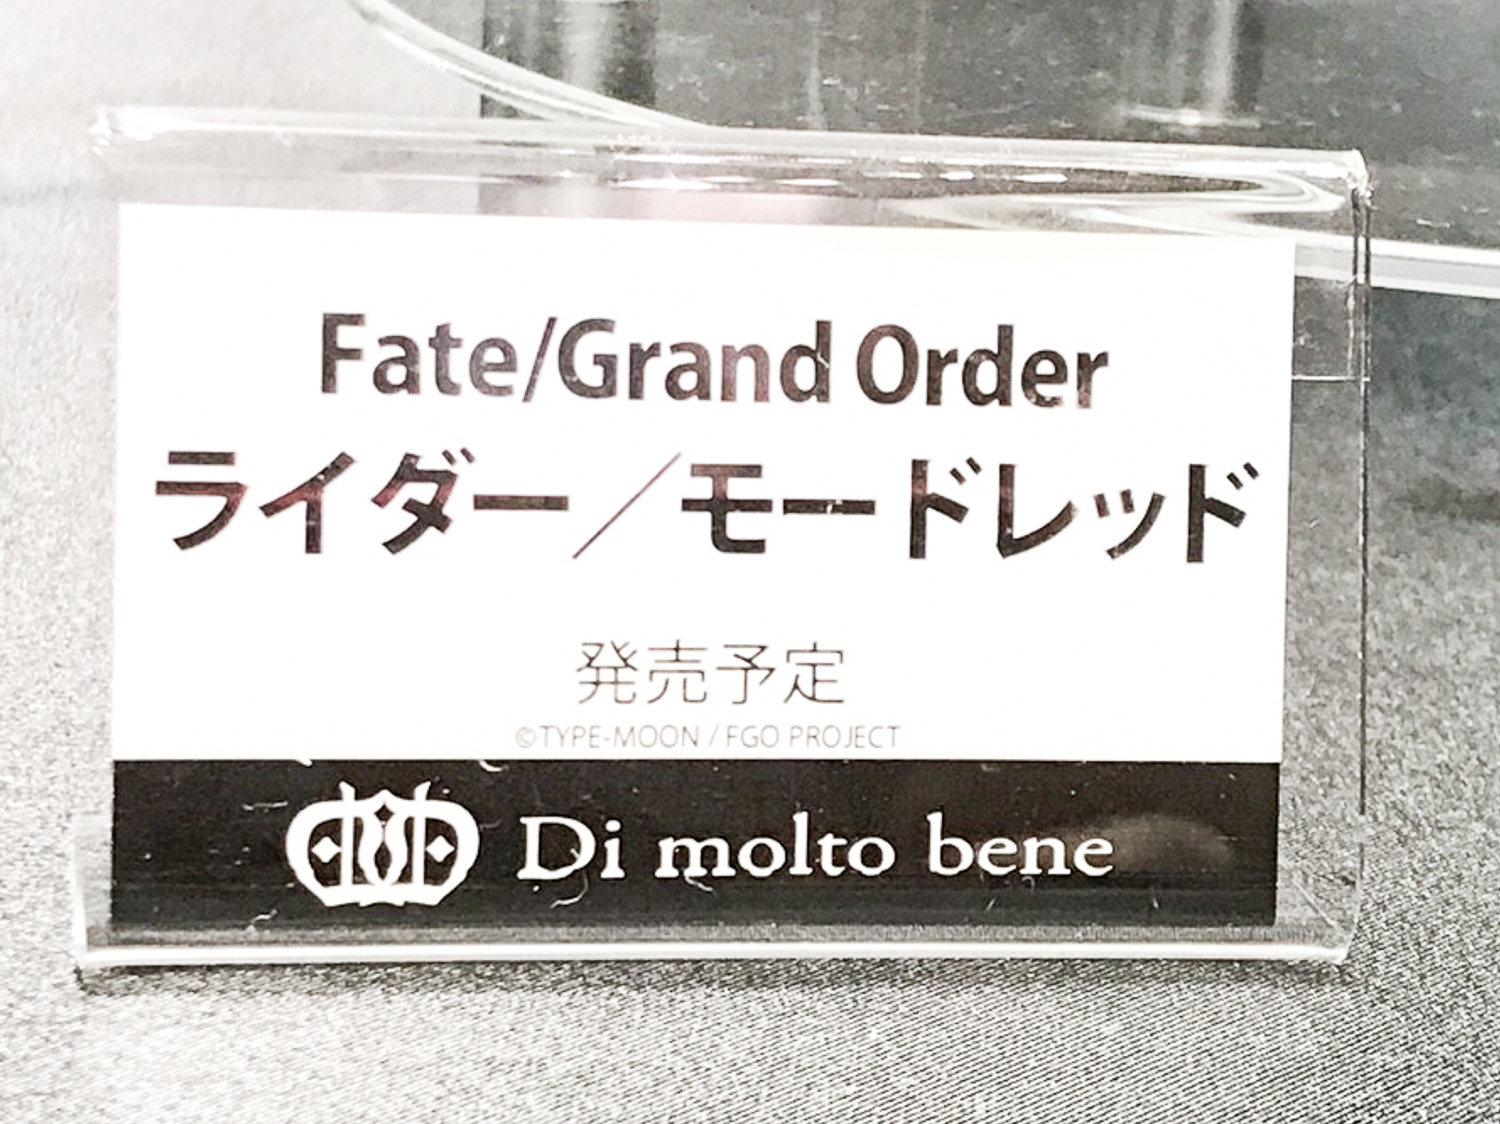 Fate/Grand Order
ライダー／モードレッド
発売予定
©TYPE-MOON / FGO PROJECT
Di molto bene